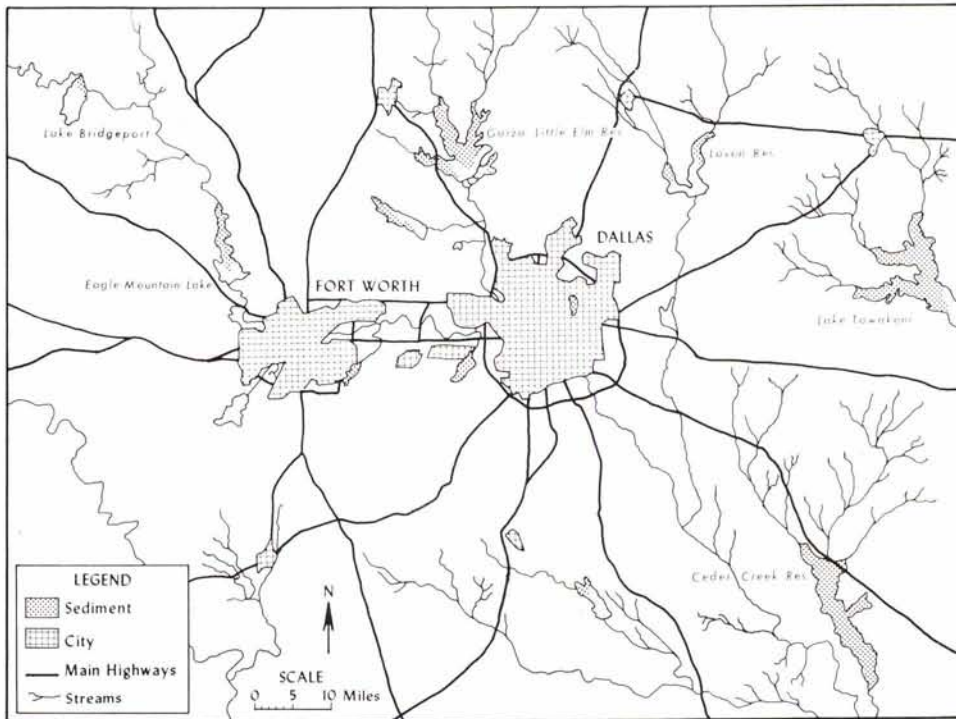 Lake Bridgeport
Garza Little Elm Res.
Lavon Res.
DALLAS
Eagle Mountain Lake
FORT WORTH
Lake Tawakoni
Ceder Creek Res.
LEGEND
Sediment
City
Main Highways
Streams
N
SCALE
0 5 10 Miles